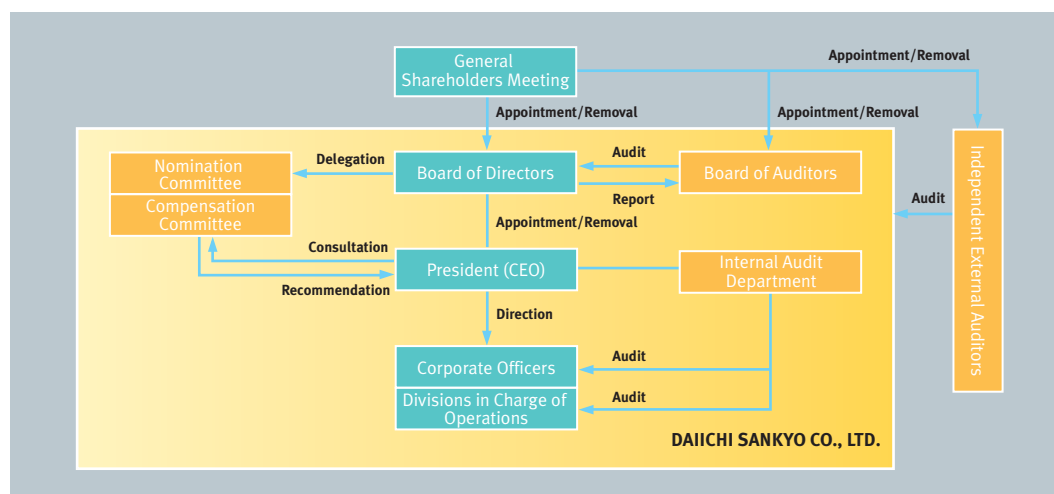 General
Shareholders Meeting
Appointment/Removal
Appointment/Removal
Appointment/Removal
Nomination
Committee
Compensation
Committee
Delegation
Board of Directors
Audit
Report
Board of Auditors
Independent External Auditors
Audit
Appointment/Removal
Consultation
Recommendation
President (CEO)
Internal Audit
Department
Direction
Corporate Officers
Audit
Divisions in Charge of
Operations
Audit
DAIICHI SANKYO CO., LTD.